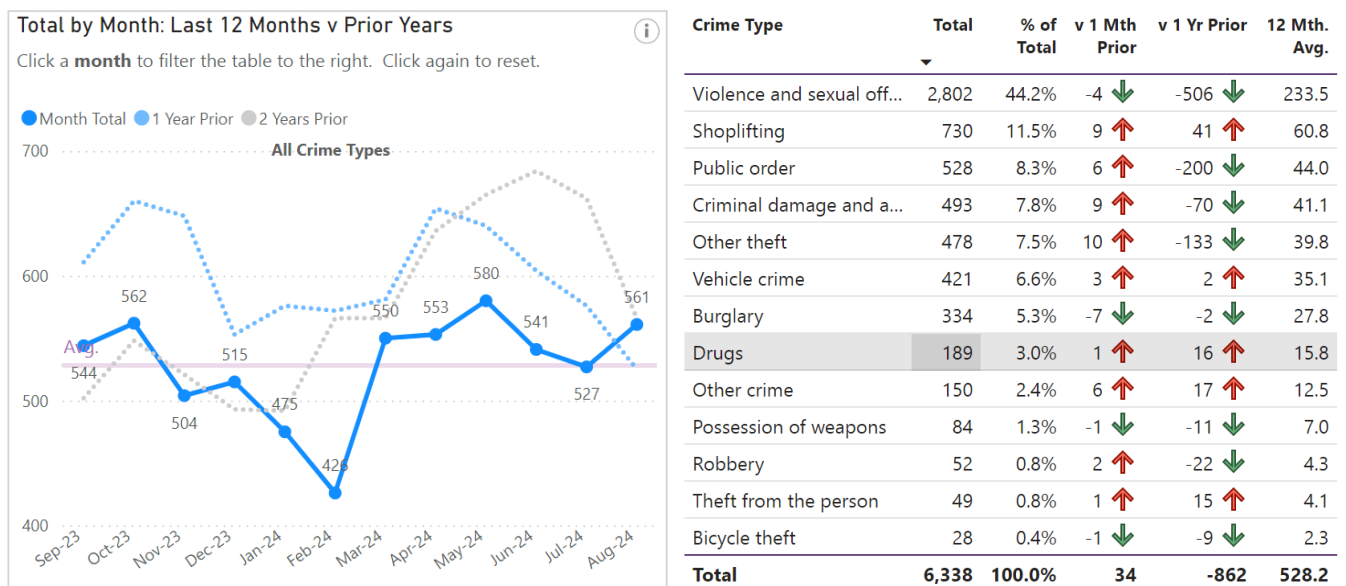 Total by Month: Last 12 Months v Prior Years
Click a month to filter the table to the right. Click again to reset.
Month Total 1 Year Prior 2 Years Prior
All Crime Types
700
600
500
400
Avg.
544
562
504
515
475
426
550
553
580
541
527
561
Sep-23
Oct-23
Nov-23
Dec-23
Jan-24
Feb-24
Mar-24
Apr-24
May-24
Jun-24
Jul-24
Aug-24
Crime Type Total % of Total v 1 Mth Prior v 1 Yr Prior 12 Mth. Avg.
Violence and sexual off... 2,802 44.2% -4 -506 233.5
Shoplifting 730 11.5% 9 41 60.8
Public order 528 8.3% 6 -200 44.0
Criminal damage and a... 493 7.8% 9 -70 41.1
Other theft 478 7.5% 10 -133 39.8
Vehicle crime 421 6.6% 3 2 35.1
Burglary 334 5.3% -7 -2 27.8
Drugs 189 3.0% 1 16 15.8
Other crime 150 2.4% 6 17 12.5
Possession of weapons 84 1.3% -1 -11 7.0
Robbery 52 0.8% 2 -22 4.3
Theft from the person 49 0.8% 1 15 4.1
Bicycle theft 28 0.4% -1 -9 2.3
Total 6,338 100.0% 34 -862 528.2